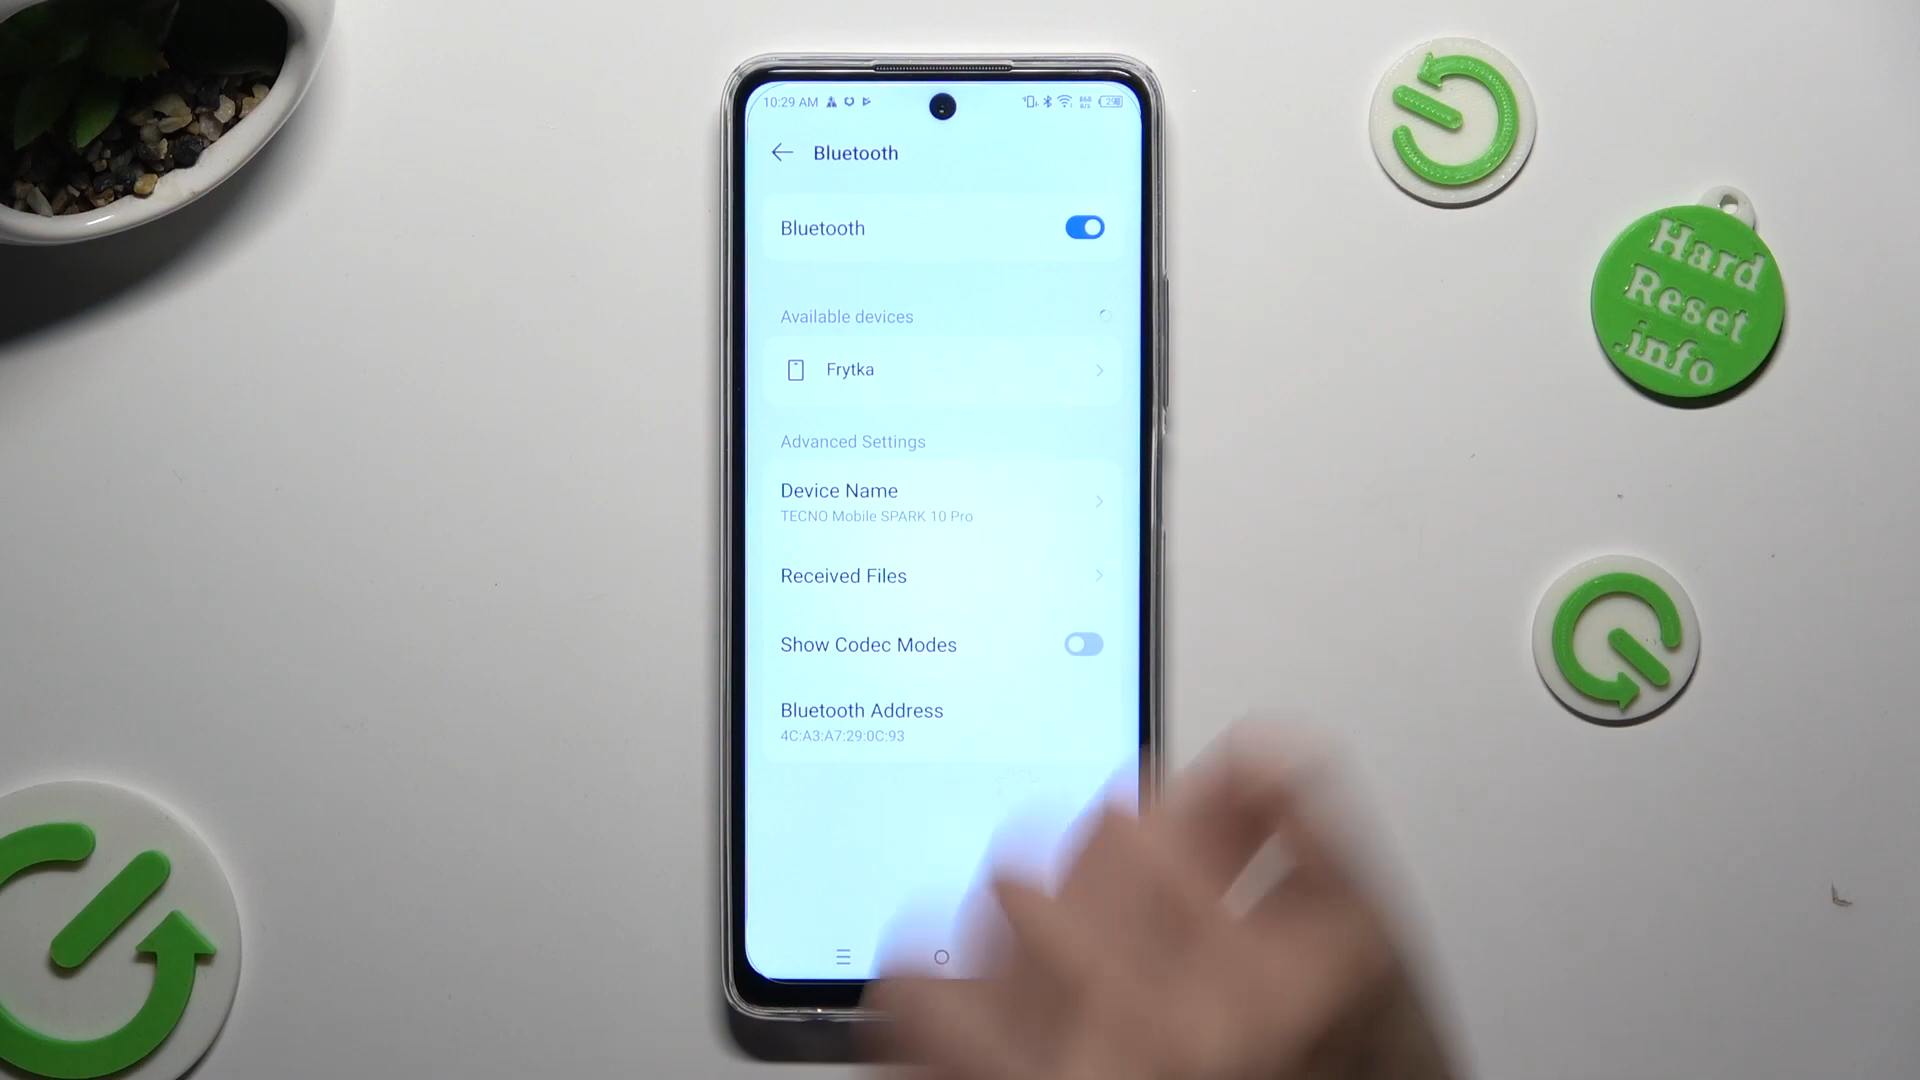 10:29 AM
Bluetooth
Bluetooth
Available devices
Frytka
Advanced Settings
Device Name
TECNO Mobile SPARK 10 Pro
Received Files
Show Codec Modes
Bluetooth Address
4C:A3:A7:29:0C:93
Hard
Reset
.info